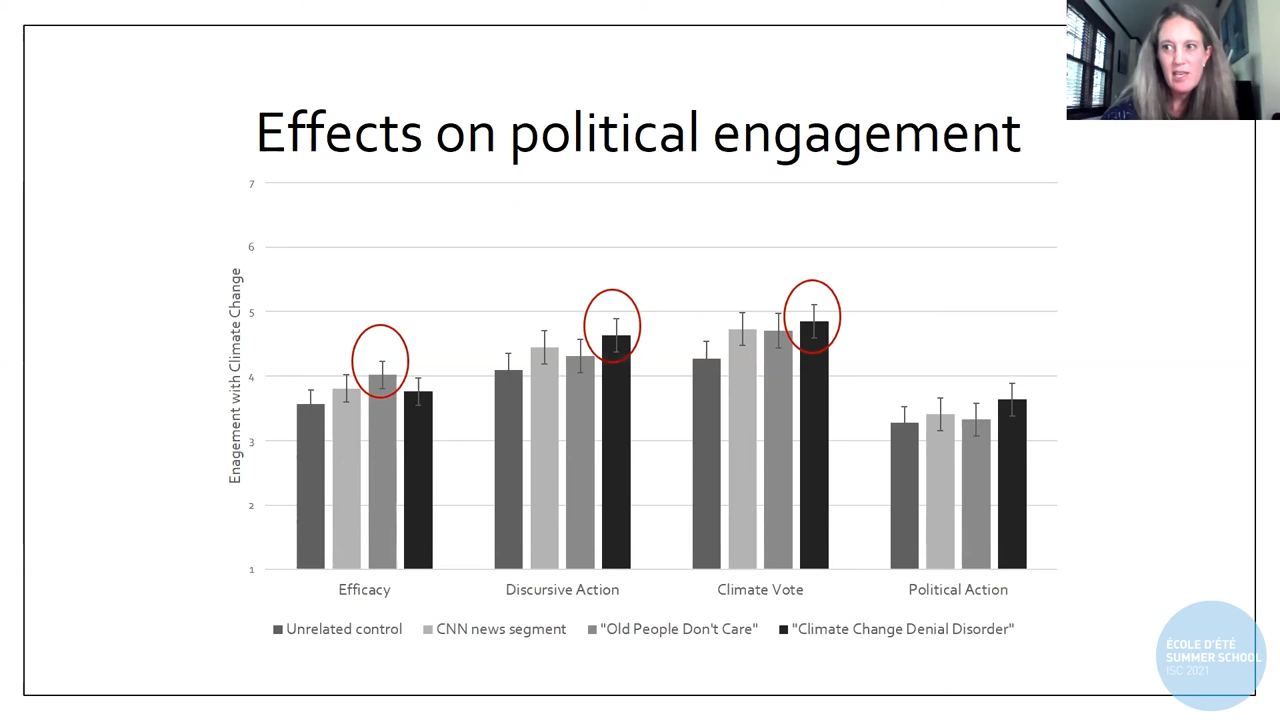 Effects on political engagement
7
6
5
4
3
2
1
Enagement with Climate Change
Efficacy
Discursive Action
Climate Vote
Political Action
Unrelated control
CNN news segment
"Old People Don't Care"
"Climate Change Denial Disorder"
ÉCOLE D'ÉTÉ
SUMMER SCHOOL
ISC 2021